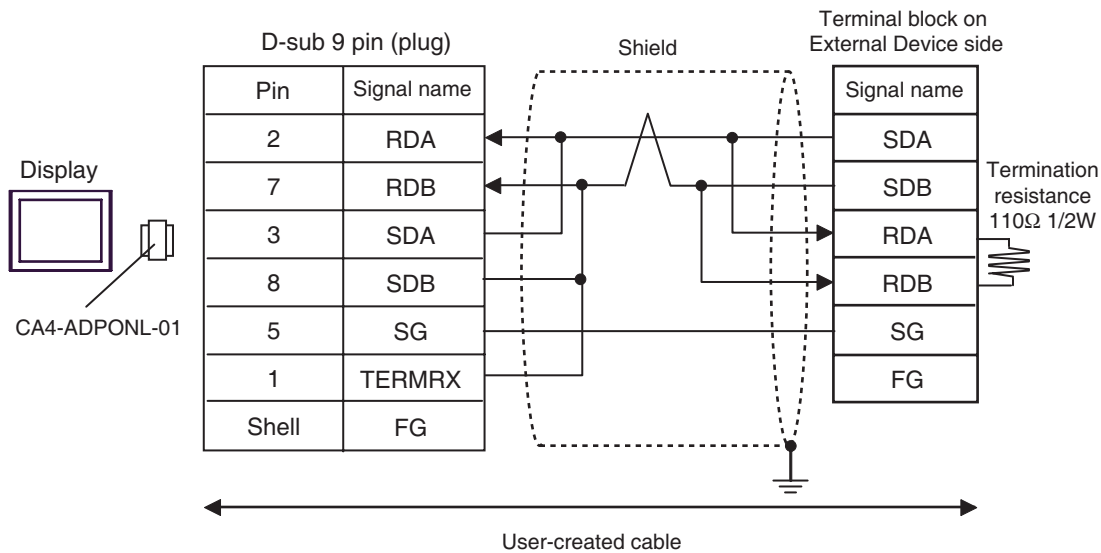 D-sub 9 pin (plug)
Shield
Terminal block on
External Device side
Pin Signal name
2 RDA
7 RDB
3 SDA
8 SDB
5 SG
1 TERMRX
Shell FG
Signal name
SDA
SDB
RDA
RDB
SG
FG
Display
CA4-ADPONL-01
Termination
resistance
110Ω 1/2W
User-created cable